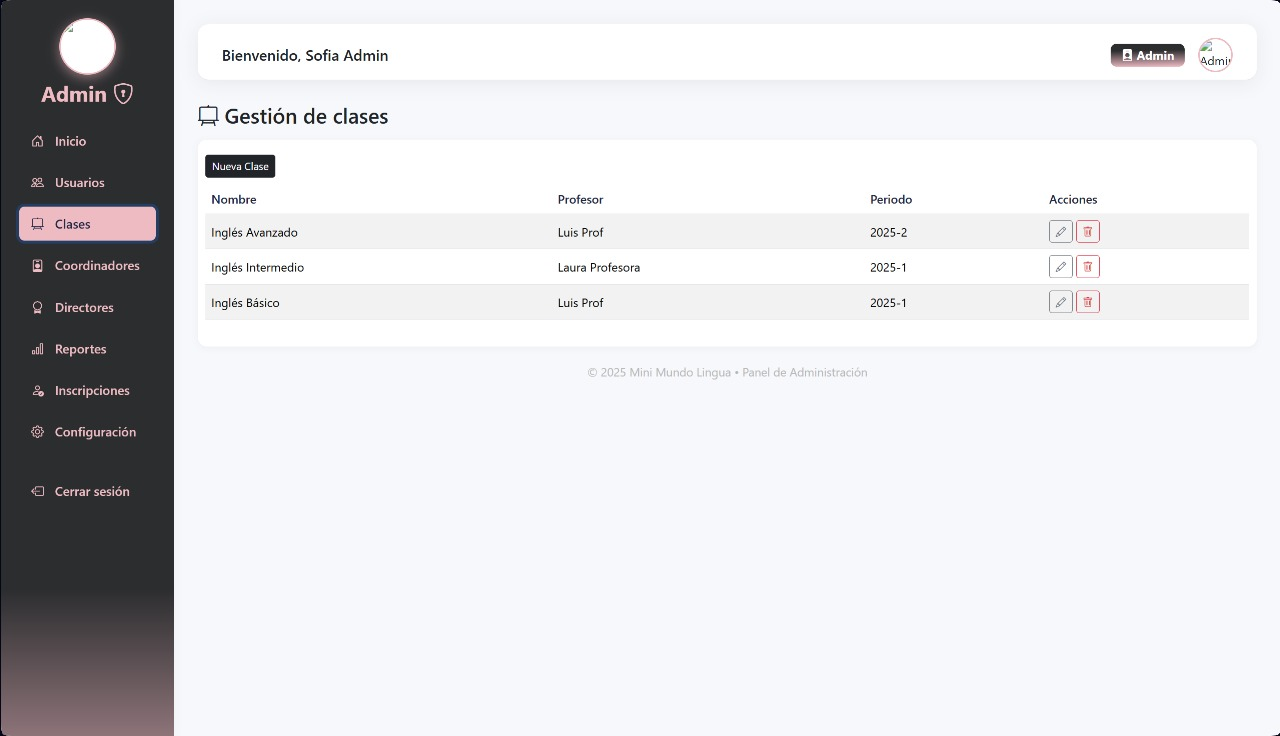 Admin
Inicio
Usuarios
Clases
Coordinadores
Directores
Reportes
Inscripciones
Configuración
Cerrar sesión
Bienvenido, Sofia Admin
Admin
Admin
Gestión de clases
Nueva Clase
Nombre Profesor Periodo Acciones
Inglés Avanzado Luis Prof 2025-2
Inglés Intermedio Laura Profesora 2025-1
Inglés Básico Luis Prof 2025-1
© 2025 Mini Mundo Lingua • Panel de Administración